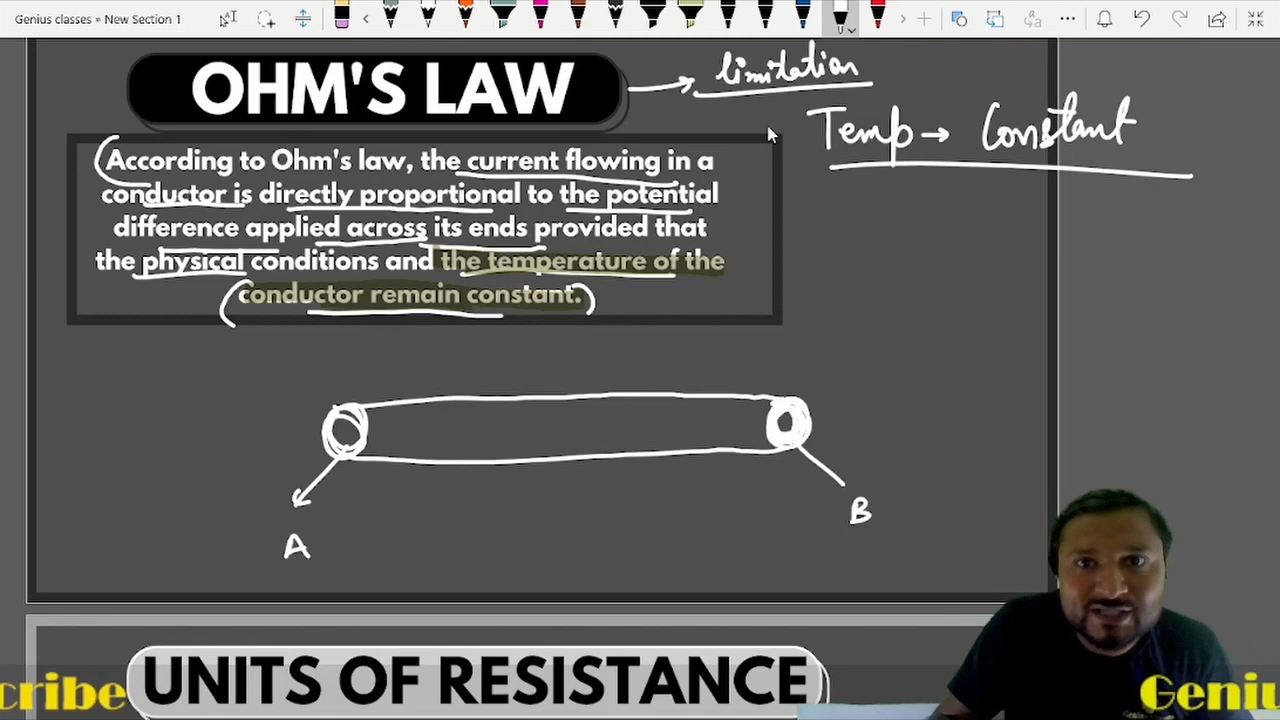 Genius classes » New Section 1
OHM'S LAW
limitation
Temp → Constant
According to Ohm's law, the current flowing in a
conductor is directly proportional to the potential
difference applied across its ends provided that
the physical conditions and the temperature of the
conductor remain constant.
A
B
UNITS OF RESISTANCE
cribe
Geniu